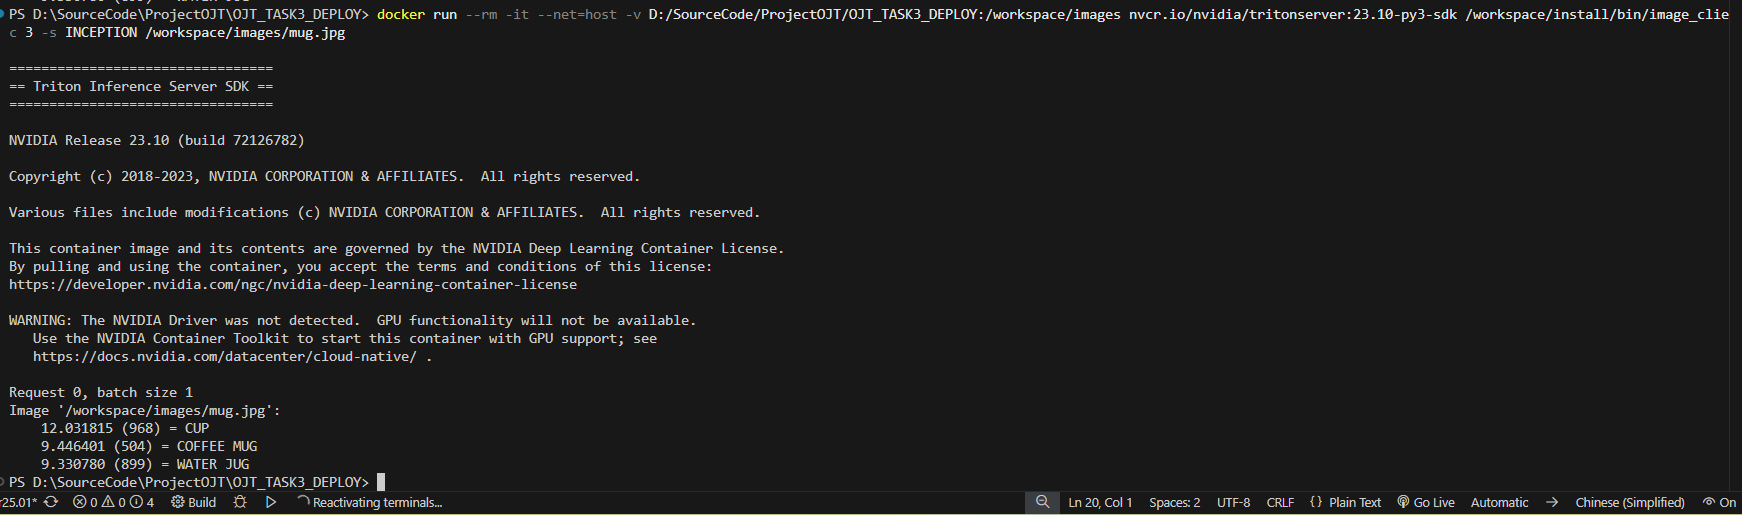 PS D:\SourceCode\ProjectOJT\OJT_TASK3_DEPLOY> docker run --rm -it --net=host -v D:/SourceCode/ProjectOJT/OJT_TASK3_DEPLOY:/workspace/images nvcr.io/nvidia/tritonserver:23.10-py3-sdk /workspace/install/bin/image_clie
c 3 -s INCEPTION /workspace/images/mug.jpg
=================================
== Triton Inference Server SDK ==
=================================
NVIDIA Release 23.10 (build 72126782)
Copyright (c) 2018-2023, NVIDIA CORPORATION & AFFILIATES.  All rights reserved.
Various files include modifications (c) NVIDIA CORPORATION & AFFILIATES.  All rights reserved.
This container image and its contents are governed by the NVIDIA Deep Learning Container License.
By pulling and using the container, you accept the terms and conditions of this license:
https://developer.nvidia.com/ngc/nvidia-deep-learning-container-license
WARNING: The NVIDIA Driver was not detected.  GPU functionality will not be available.
Use the NVIDIA Container Toolkit to start this container with GPU support; see
https://docs.nvidia.com/datacenter/cloud-native/ .
Request 0, batch size 1
Image '/workspace/images/mug.jpg':
12.031815 (968) = CUP
9.446401 (504) = COFFEE MUG
9.330780 (899) = WATER JUG
PS D:\SourceCode\ProjectOJT\OJT_TASK3_DEPLOY>
r25.01* 0 0 4 Build Reactivating terminals... Ln 20, Col 1 Spaces: 2 UTF-8 CRLF {} Plain Text Go Live Automatic → Chinese (Simplified) On